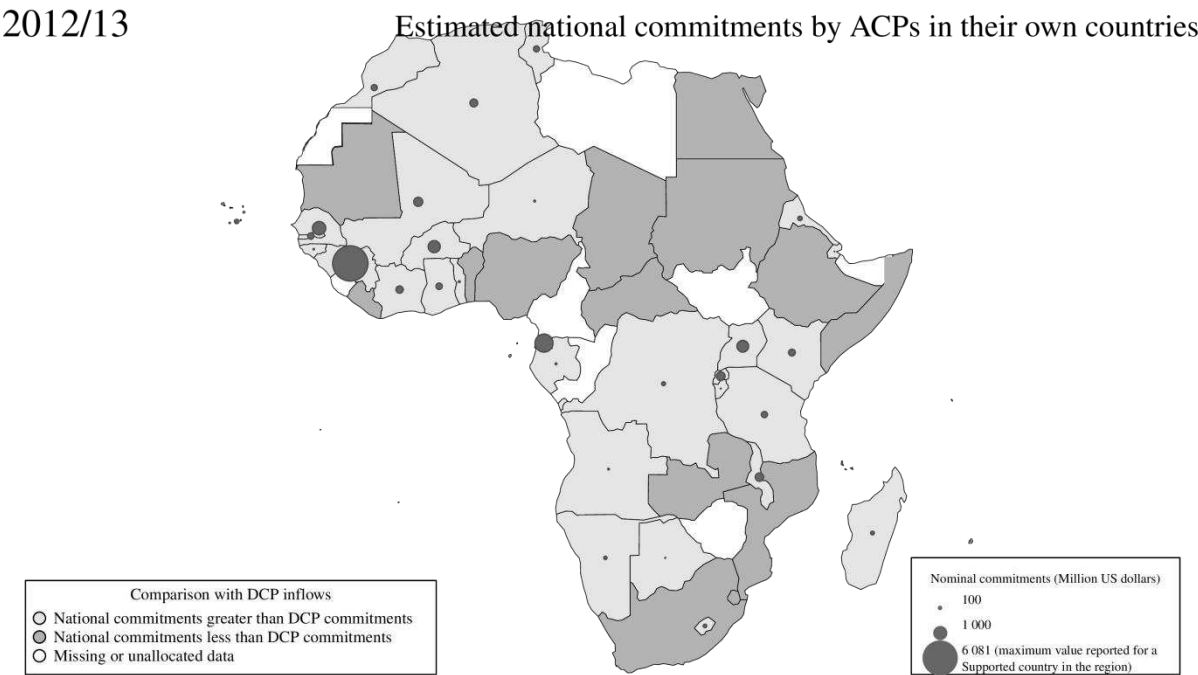 2012/13
Estimated national commitments by ACPs in their own countries
Comparison with DCP inflows
National commitments greater than DCP commitments
National commitments less than DCP commitments
Missing or unallocated data
Nominal commitments (Million US dollars)
100
1 000
6 081 (maximum value reported for a
Supported country in the region)